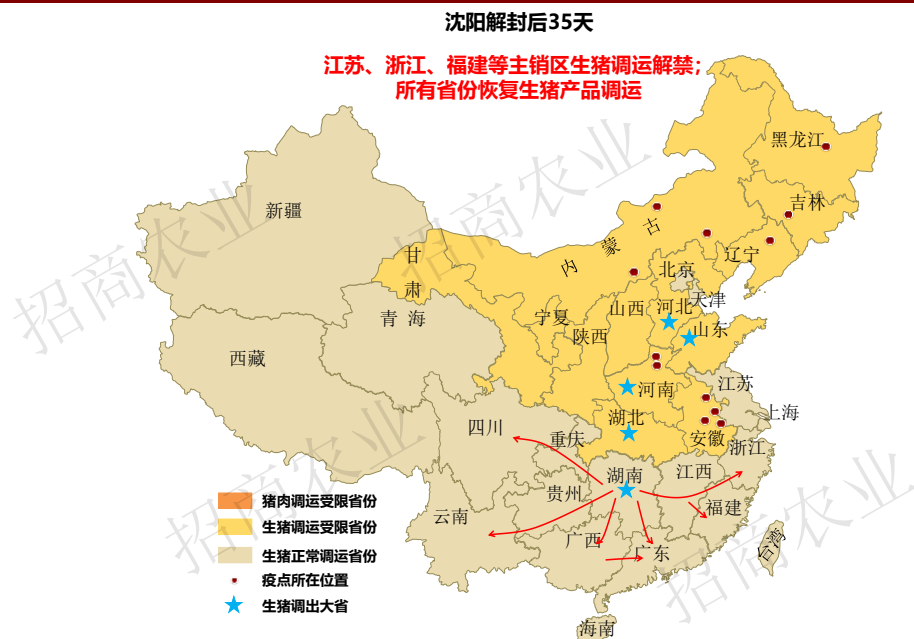 沈阳解封后35天
江苏、浙江、福建等主销区生猪调运解禁；
所有省份恢复生猪产品调运
黑龙江
吉林
新疆
内蒙古
辽宁
甘肃
北京
天津
宁夏
山西
河北
青海
陕西
山东
西藏
河南
江苏
湖北
上海
四川
重庆
安徽
浙江
湖南
江西
贵州
福建
云南
广西
广东
台湾
海南
猪肉调运受限省份
生猪调运受限省份
生猪正常调运省份
疫点所在位置
生猪调出大省
招商农业
招商农业
招商农业
招商农业